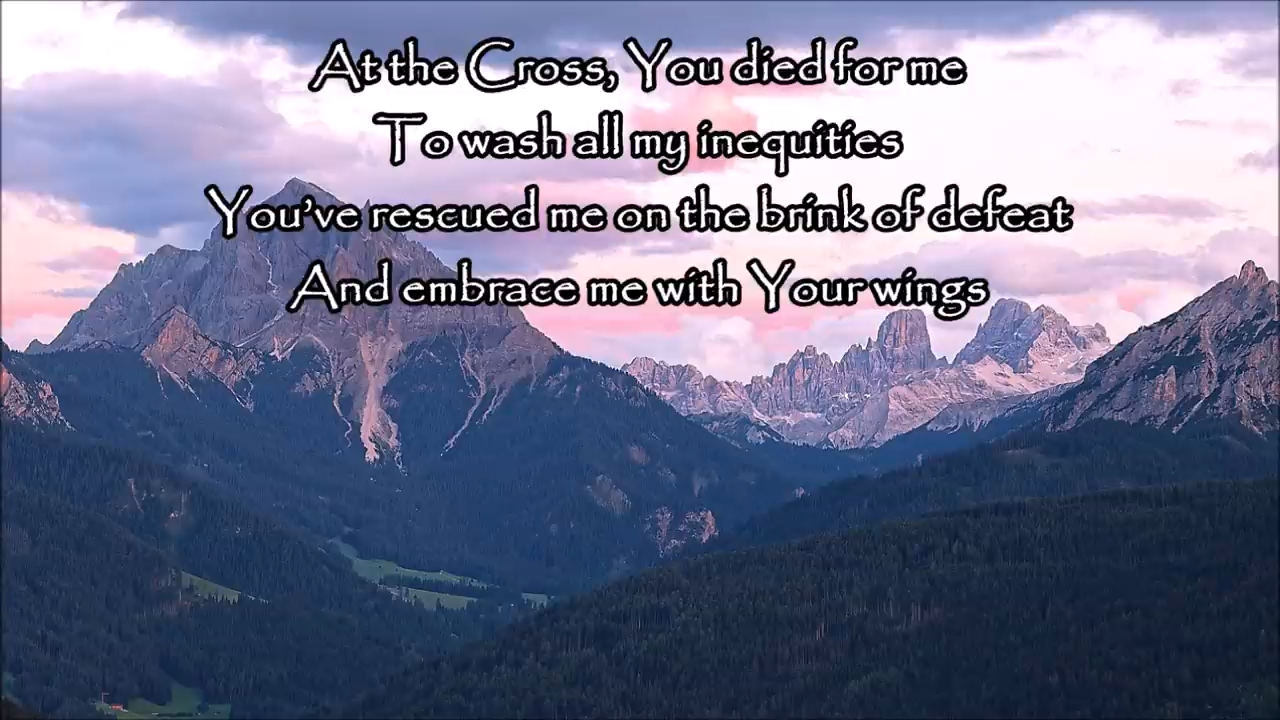 At the Cross, You died for me
To wash all my inequities
You've rescued me on the brink of defeat
And embrace me with Your wings